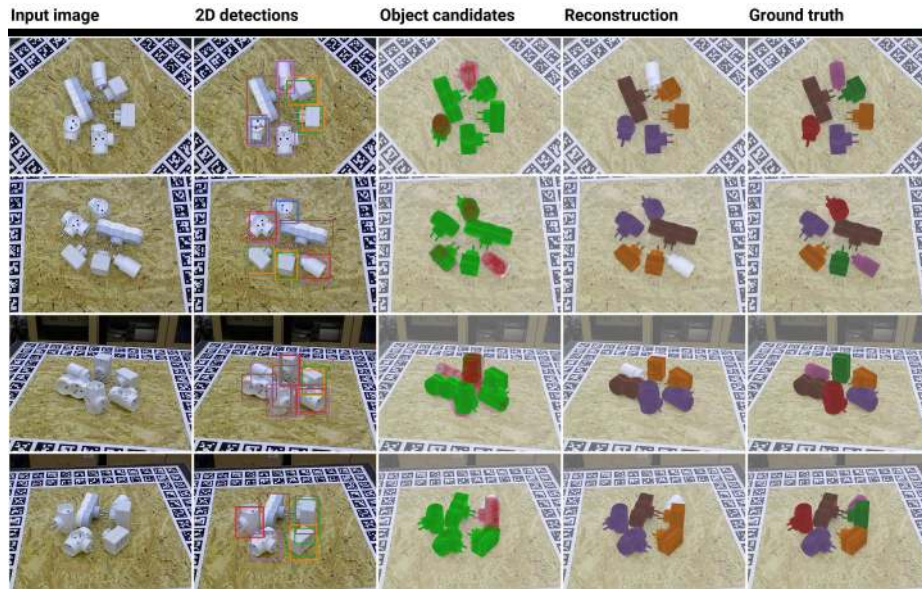 Input image
2D detections
Object candidates
Reconstruction
Ground truth